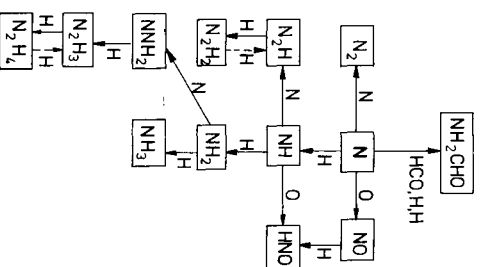 NH₂CHO
HCO,H,H
N₂ N N O NO
H H
N₂H N NH O HNO
H H H
N₂H₂ NH₂
N H
NNH₂ NH₃
H
N₂H₃
H H
N₂H₄